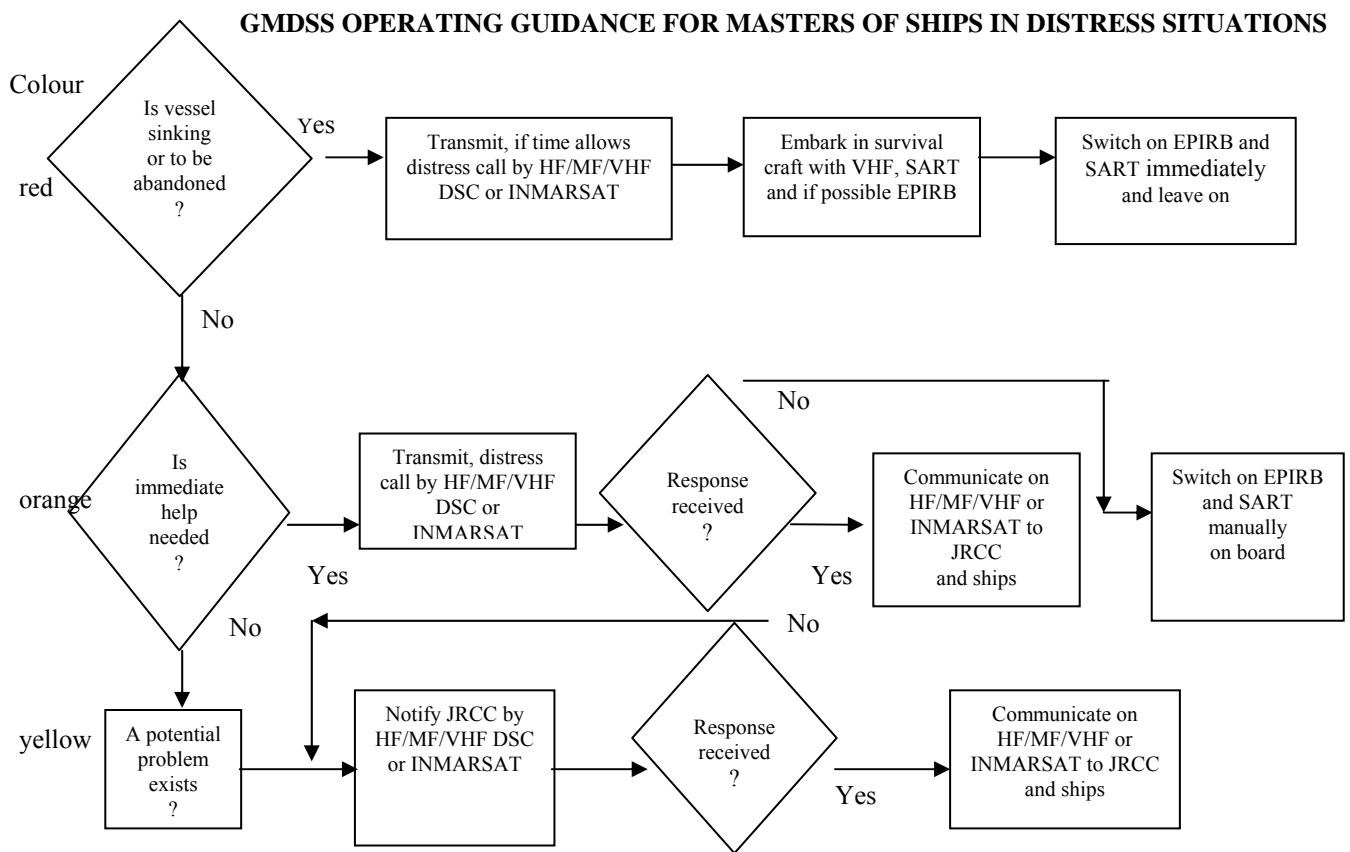 GMDSS OPERATING GUIDANCE FOR MASTERS OF SHIPS IN DISTRESS SITUATIONS
Colour
red
Is vessel
sinking
or to be
abandoned
?
Yes
Transmit, if time allows
distress call by HF/MF/VHF
DSC or INMARSAT
Embark in survival
craft with VHF, SART
and if possible EPIRB
Switch on EPIRB and
SART immediately
and leave on
No
orange
Is
immediate
help
needed
?
Yes
Transmit, distress
call by HF/MF/VHF
DSC or
INMARSAT
Response
received
?
No
Yes
Communicate on
HF/MF/VHF or
INMARSAT to
JRCC
and ships
Switch on EPIRB
and SART
manually
on board
No
yellow
A potential
problem
exists
?
Notify JRCC by
HF/MF/VHF DSC
or INMARSAT
Response
received
?
No
Yes
Communicate on
HF/MF/VHF or
INMARSAT to JRCC
and ships